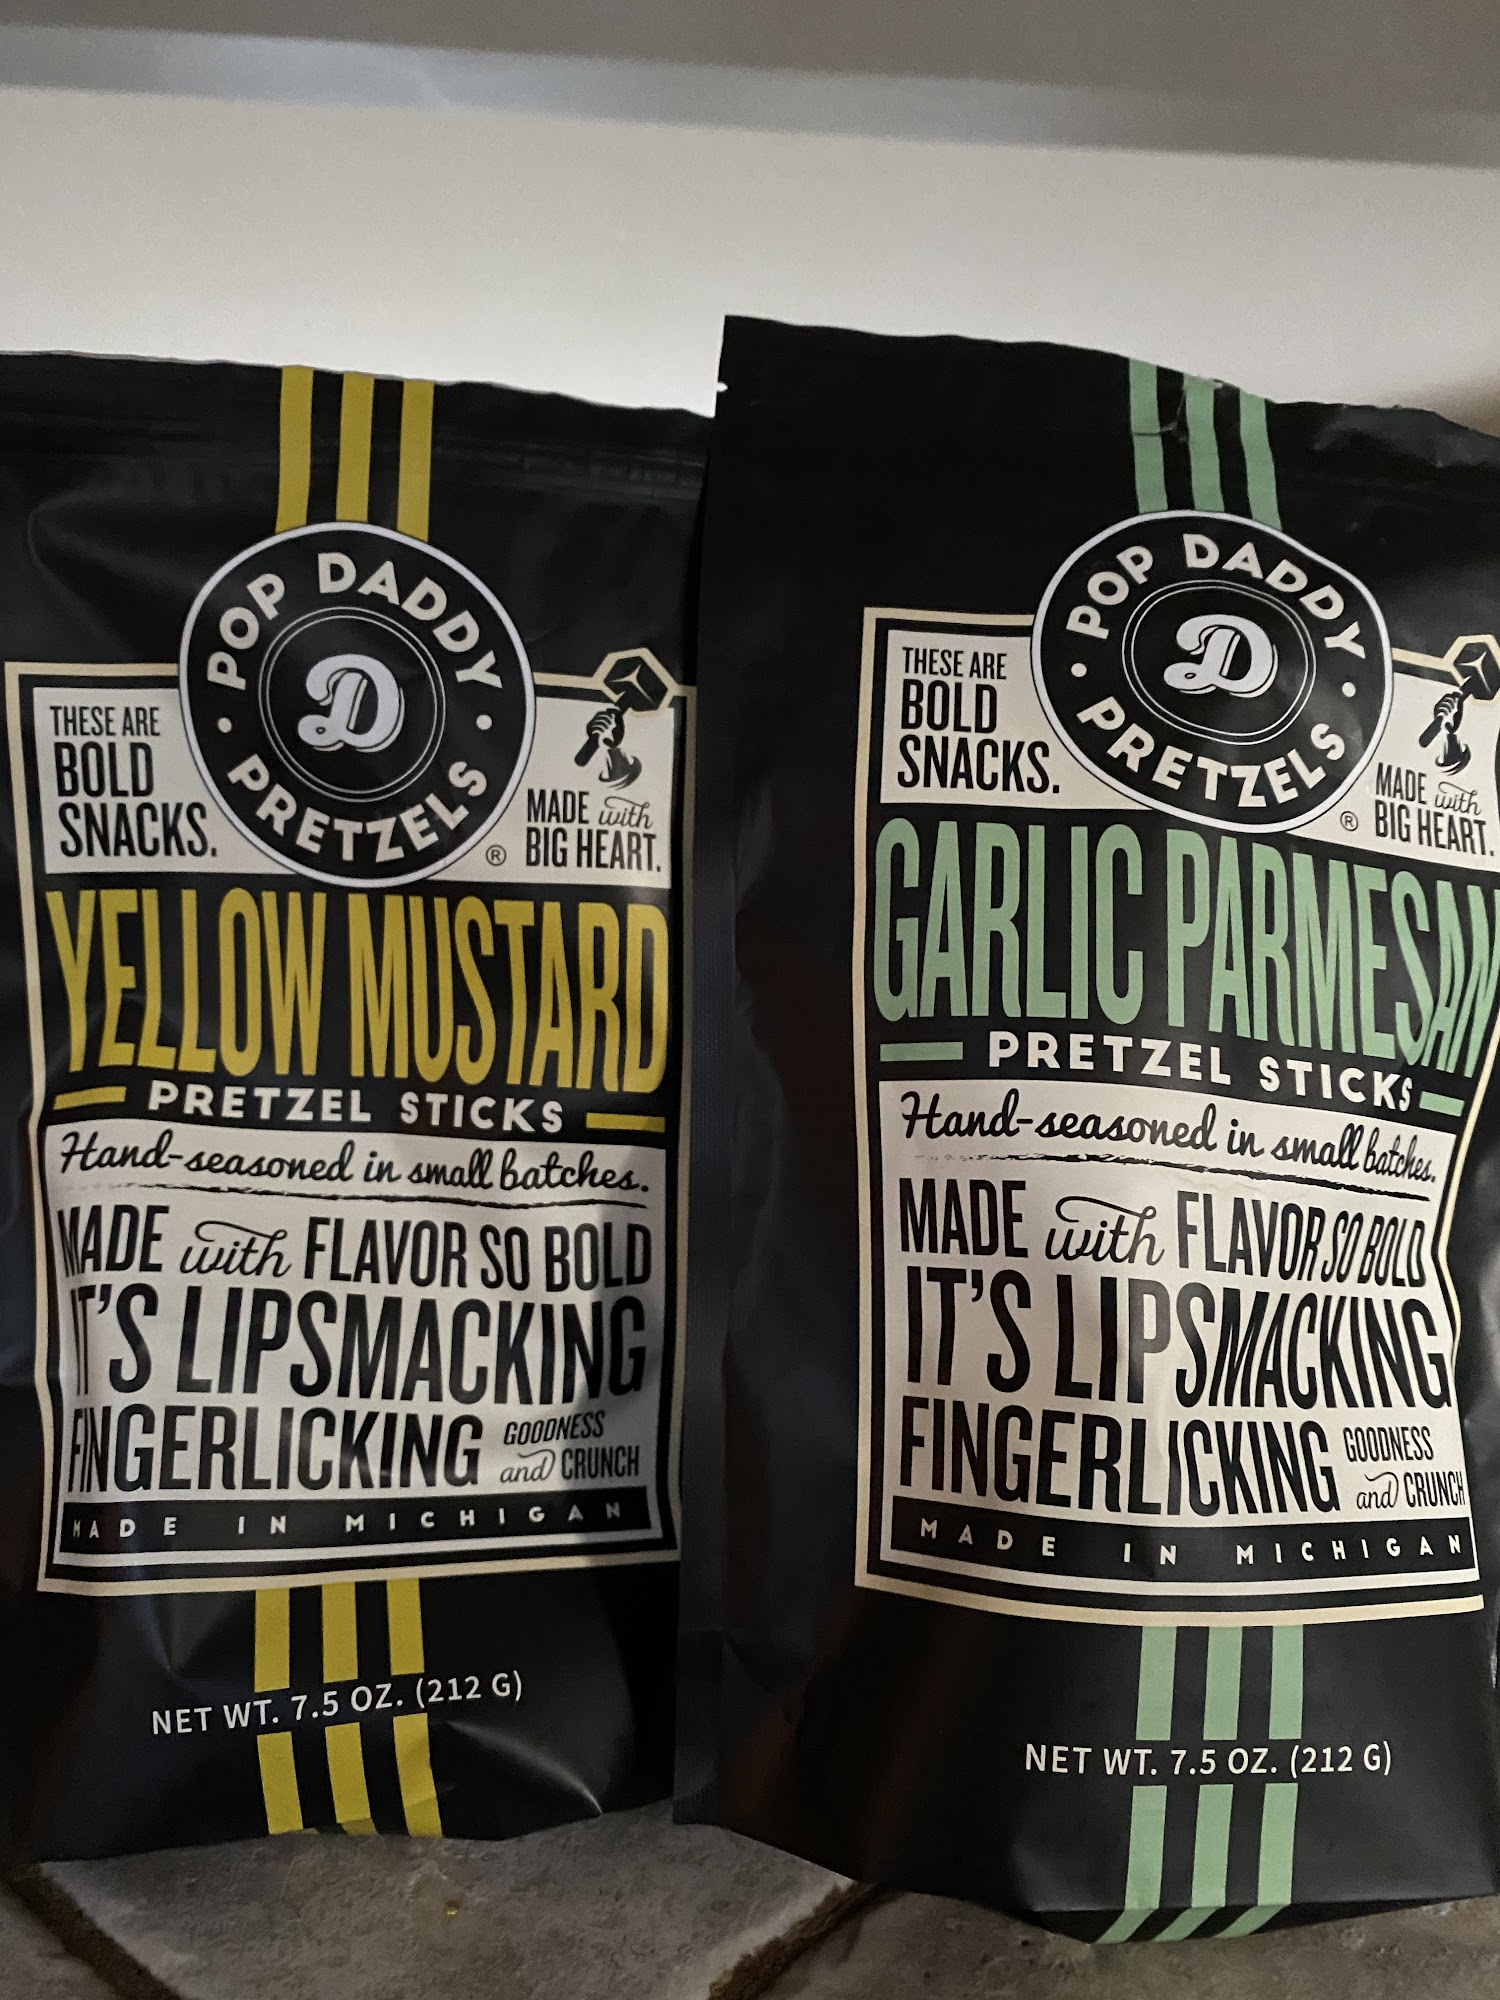 POP DADDY
D
PRETZELS
®
THESE ARE
BOLD
SNACKS.
MADE with
BIG HEART.
YELLOW MUSTARD
PRETZEL STICKS
Hand-seasoned in small batches.
MADE with FLAVOR SO BOLD
IT'S LIPSMACKING
FINGERLICKING GOODNESS
and CRUNCH
MADE IN MICHIGAN
NET WT. 7.5 OZ. (212 G)
POP DADDY
D
PRETZELS
®
THESE ARE
BOLD
SNACKS.
MADE with
BIG HEART.
GARLIC PARMESAN
PRETZEL STICKS
Hand-seasoned in small batches.
MADE with FLAVOR SO BOLD
IT'S LIPSMACKING
FINGERLICKING GOODNESS
and CRUNCH
MADE IN MICHIGAN
NET WT. 7.5 OZ. (212 G)